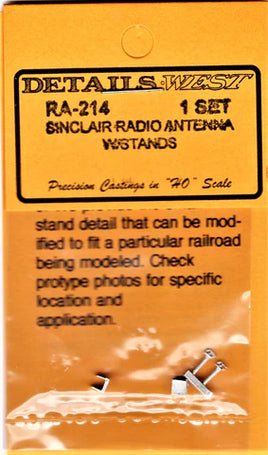 DETAILS WEST
RA-214 1 SET
SINCLAIR RADIO ANTENNA
W/STANDS
Precision Castings in "HO" Scale
stand detail that can be mod-
ified to fit a particular railroad
being modeled. Check
protype photos for specific
location and
application.